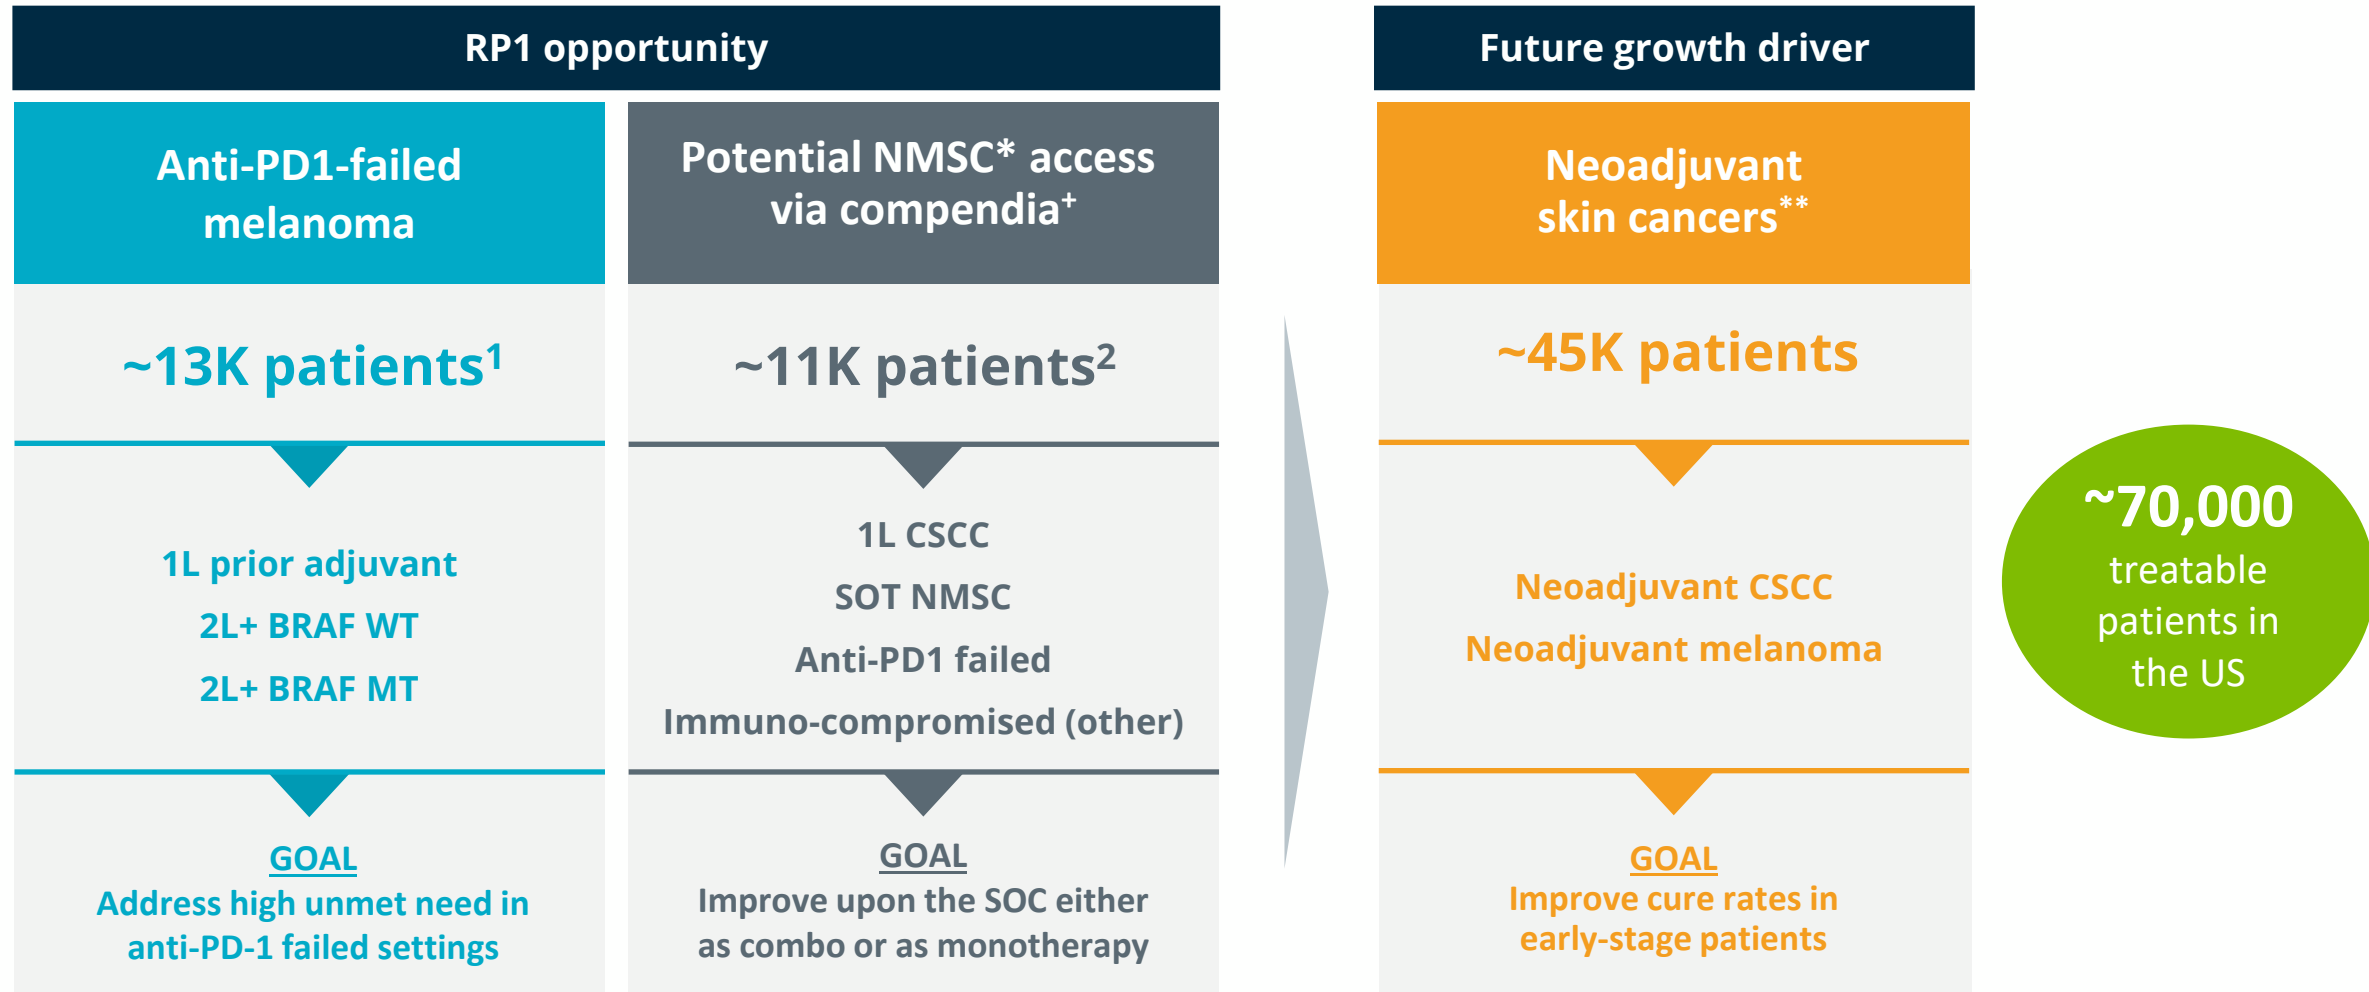 RP1 opportunity
Anti-PD1-failed
melanoma
~13K patients¹
1L prior adjuvant
2L+ BRAF WT
2L+ BRAF MT
GOAL
Address high unmet need in
anti-PD-1 failed settings
Potential NMSC* access
via compendia⁺
~11K patients²
1L CSCC
SOT NMSC
Anti-PD1 failed
Immuno-compromised (other)
GOAL
Improve upon the SOC either
as combo or as monotherapy
Future growth driver
Neoadjuvant
skin cancers**
~45K patients
Neoadjuvant CSCC
Neoadjuvant melanoma
GOAL
Improve cure rates in
early-stage patients
~70,000
treatable
patients in
the US